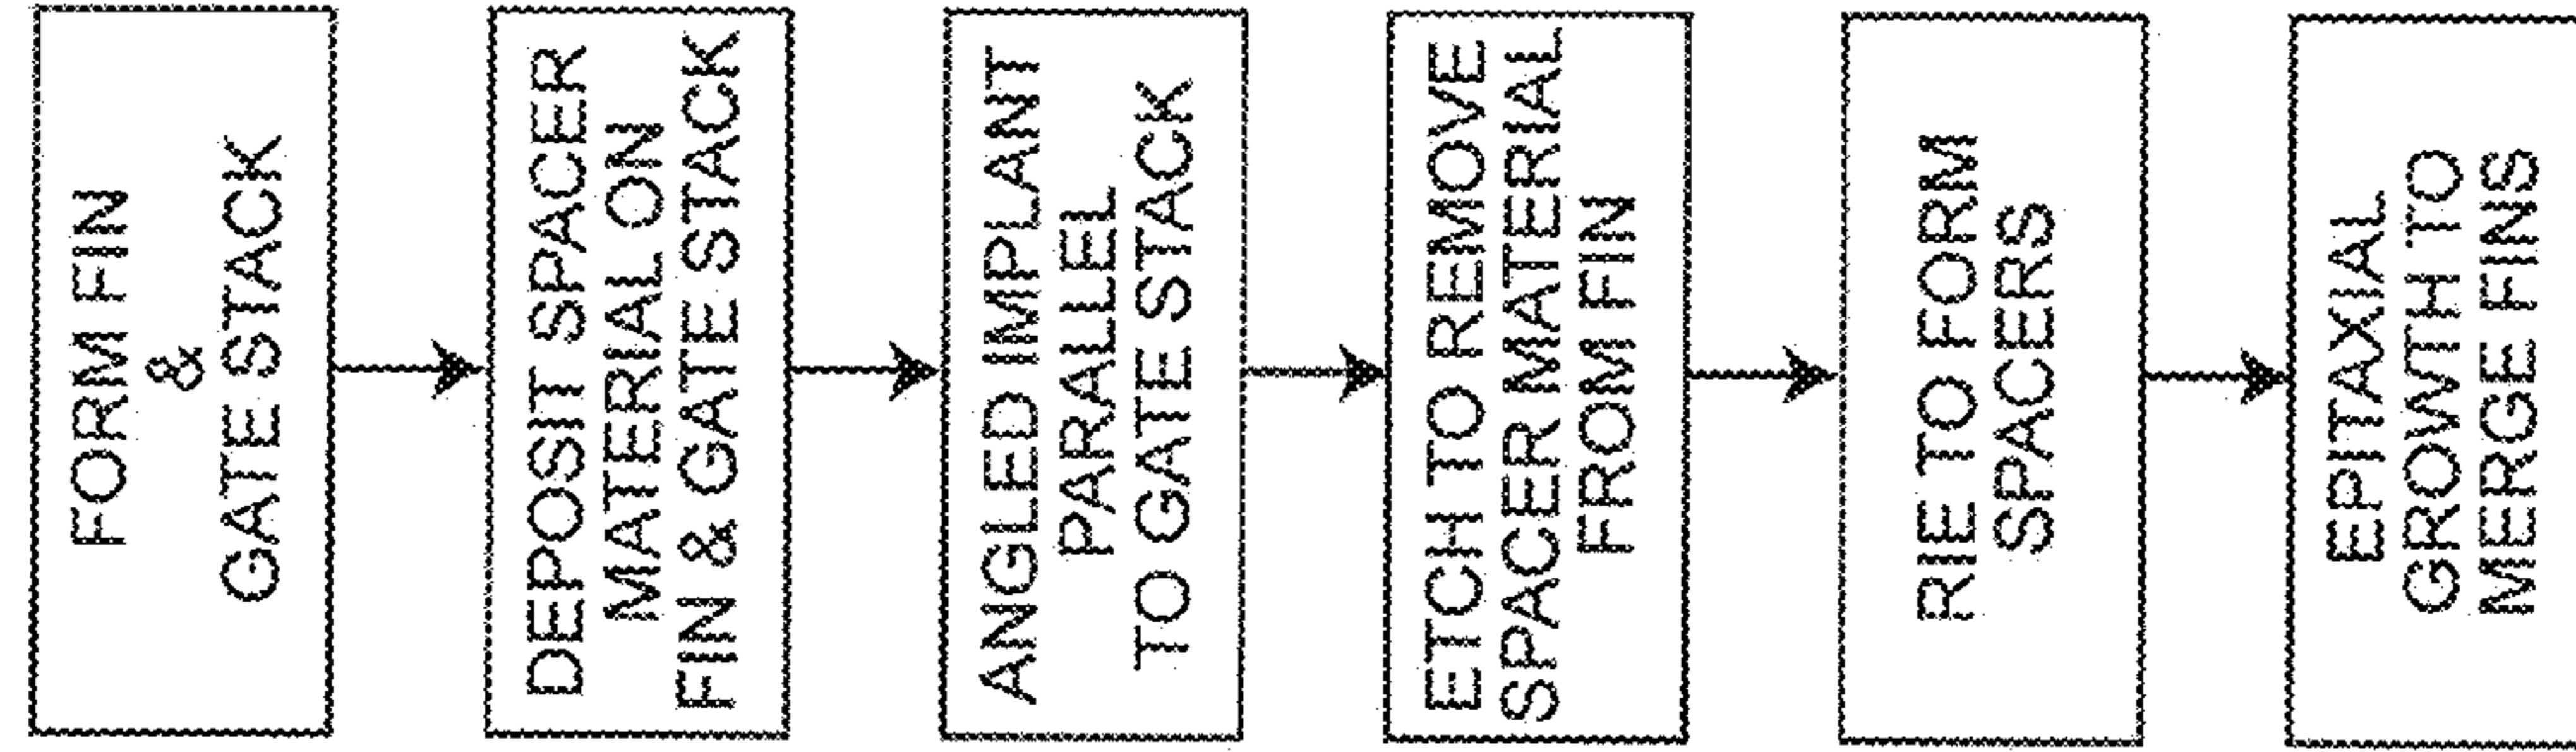 FORM FIN
&
GATE STACK
DEPOSIT SPACER
MATERIAL ON
FIN & GATE STACK
ANGLED IMPLANT
PARALLEL
TO GATE STACK
ETCH TO REMOVE
SPACER MATERIAL
FROM FIN
RIE TO FORM
SPACERS
EPITAXIAL
GROWTH TO
MERGE FINS